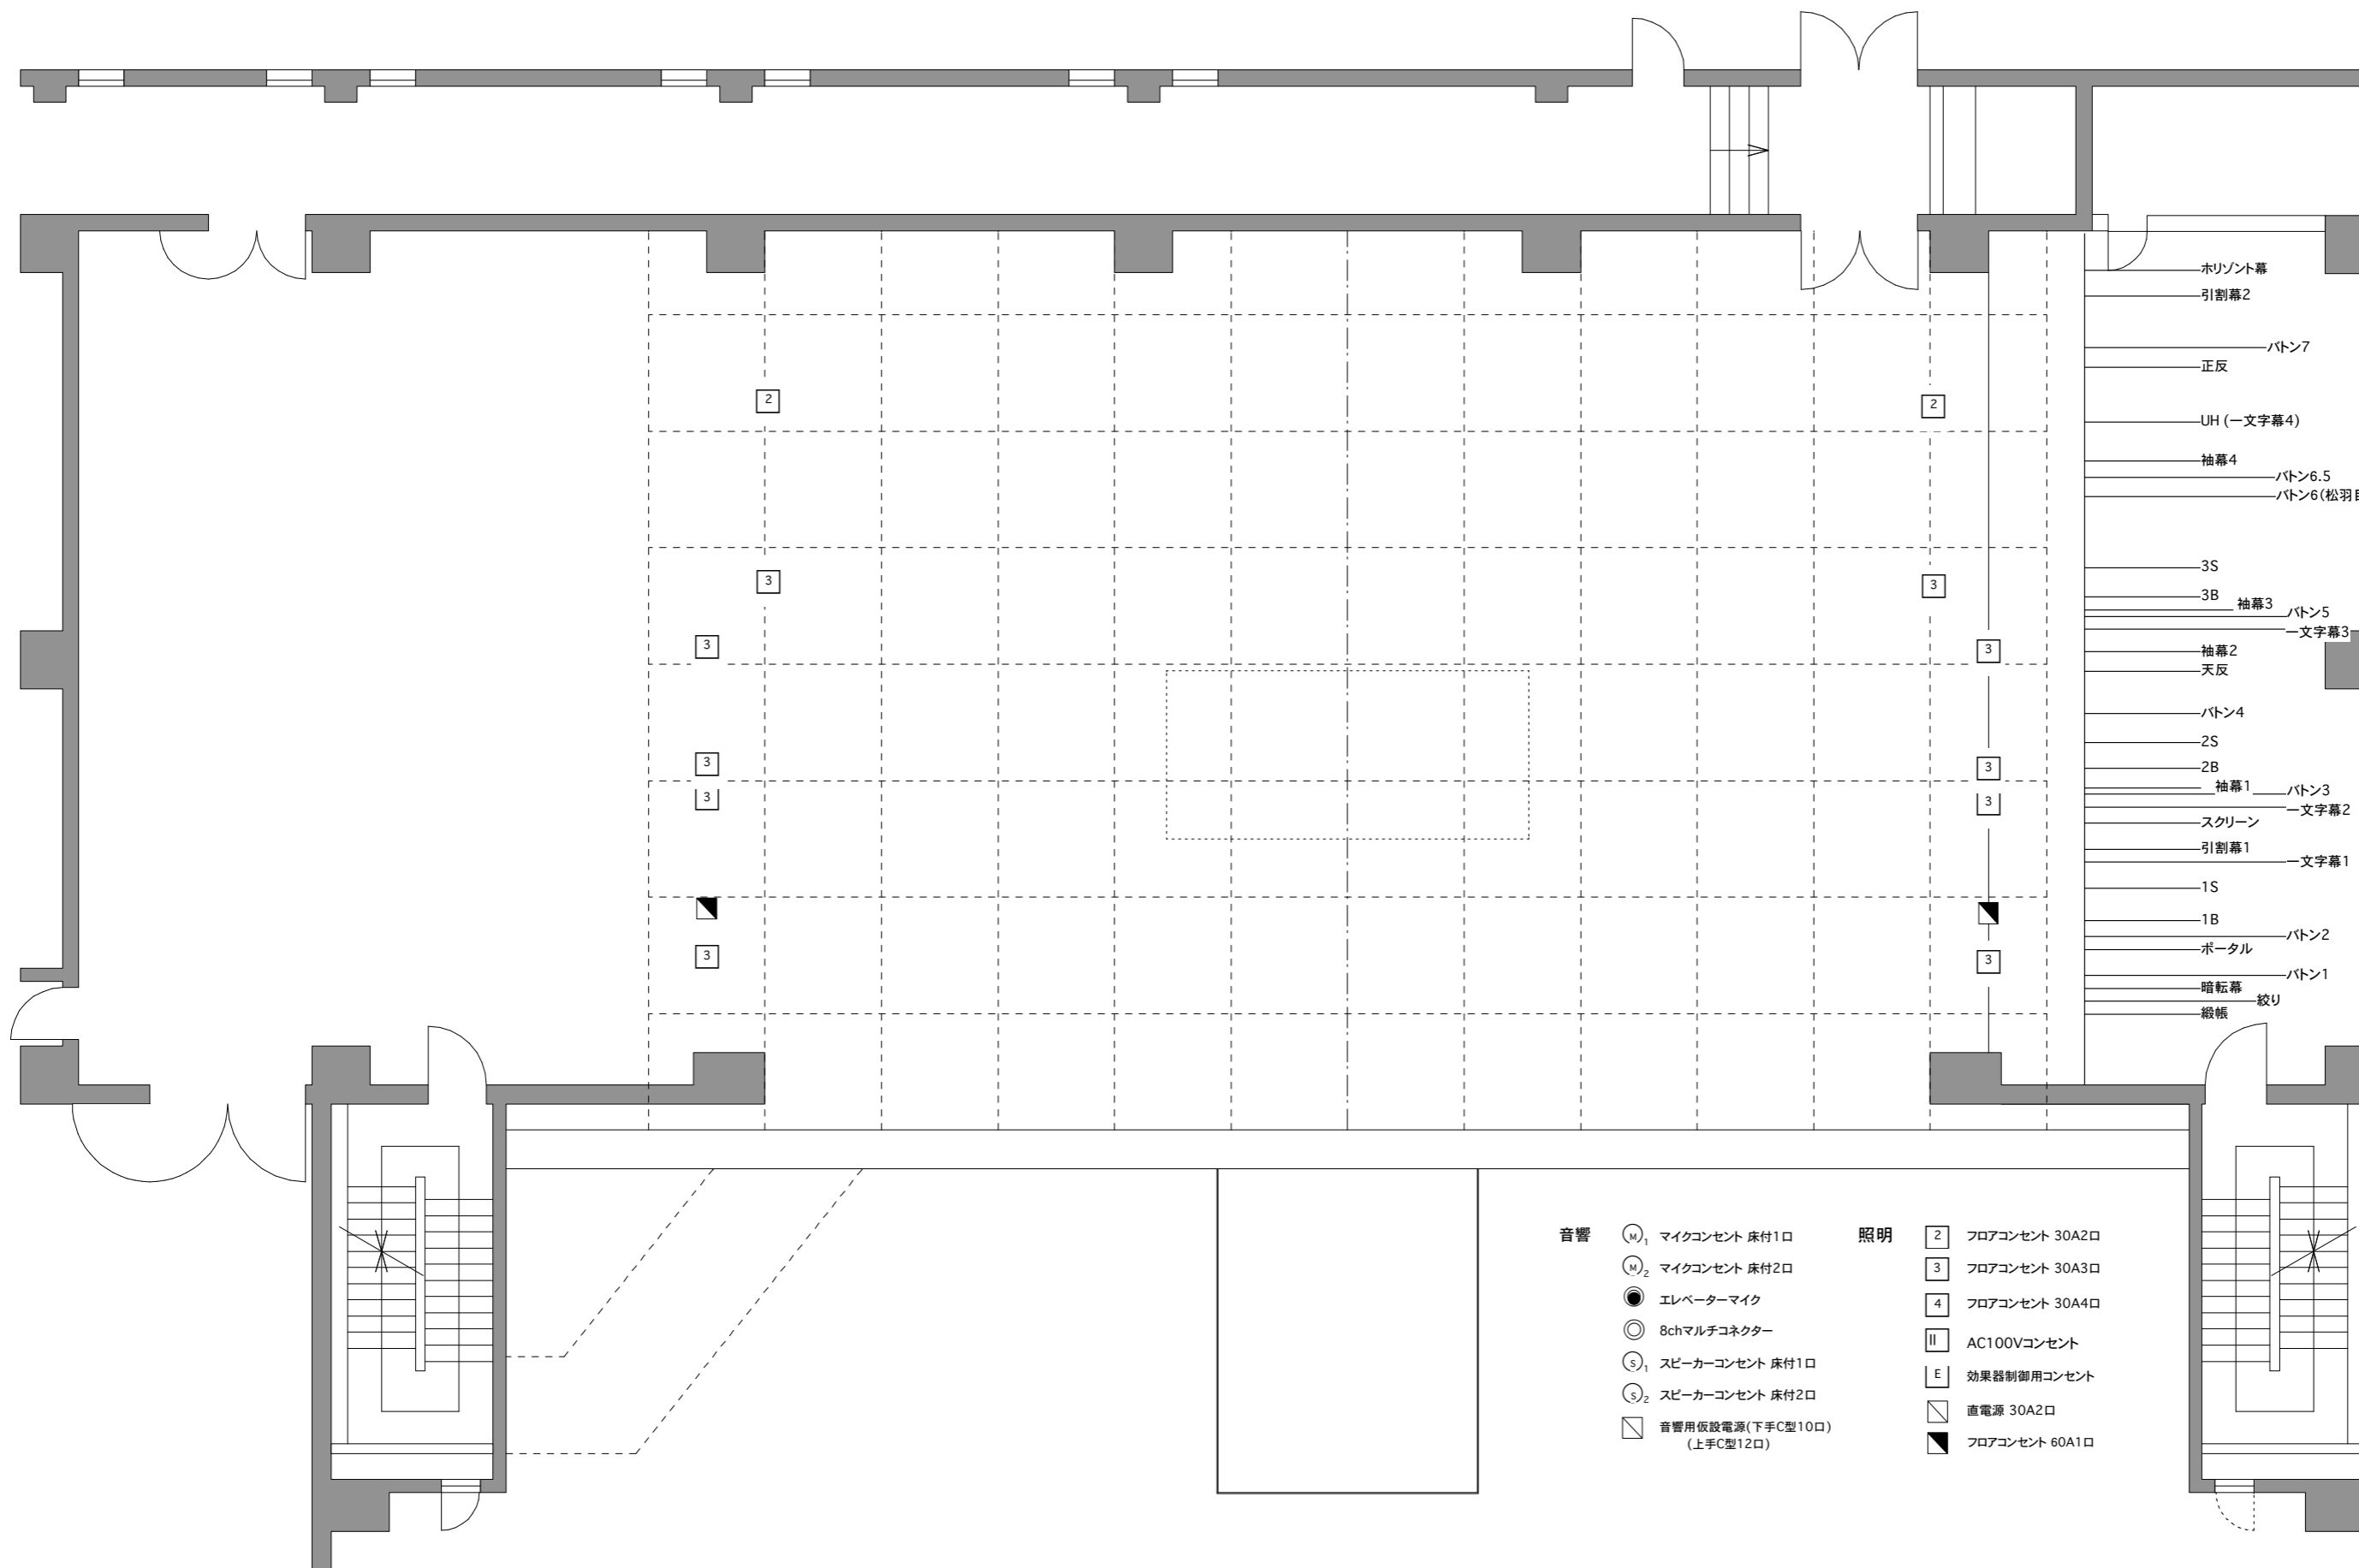 ホリゾント幕
引割幕2
バトン7
正反
2
2
UH (一文字幕4)
袖幕4
バトン6.5
バトン6(松羽目
3S
3
3
3B
袖幕3
バトン5
一文字幕3
3
3
袖幕2
天反
バトン4
2S
3
3
2B
袖幕1
バトン3
3
3
一文字幕2
スクリーン
引割幕1
一文字幕1
1S
1B
バトン2
ポータル
3
3
バトン1
暗転幕
絞り
緞帳
音響
M 1 マイクコンセント 床付1口
M 2 マイクコンセント 床付2口
エレベーターマイク
8chマルチコネクター
S 1 スピーカーコンセント 床付1口
S 2 スピーカーコンセント 床付2口
音響用仮設電源(下手C型10口)
(上手C型12口)
照明
2 フロアコンセント 30A2口
3 フロアコンセント 30A3口
4 フロアコンセント 30A4口
II AC100Vコンセント
E 効果器制御用コンセント
直電源 30A2口
フロアコンセント 60A1口